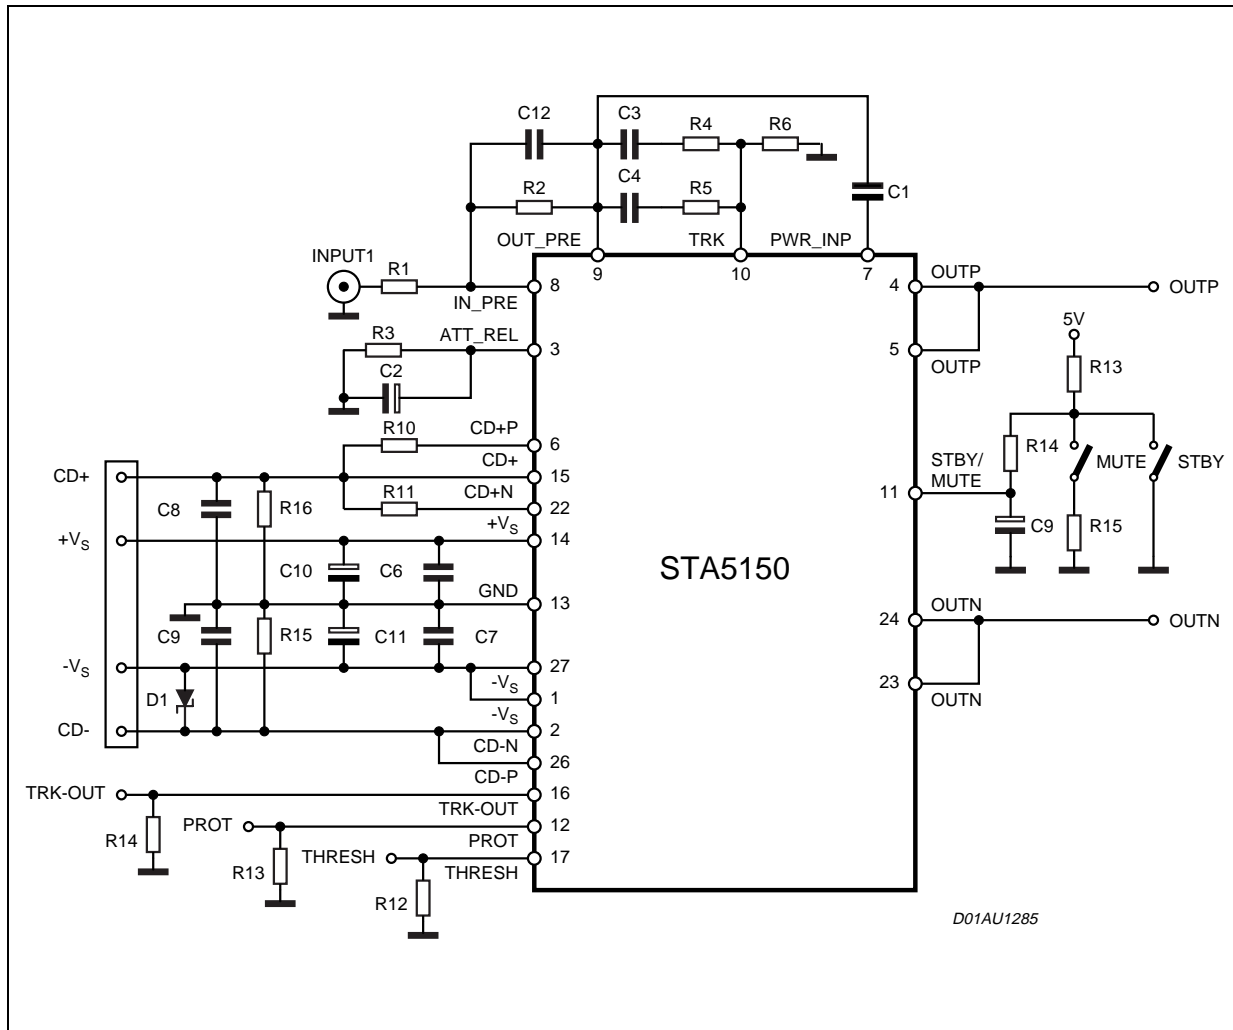 C12
C3
R4
R6
C4
R2
R5
C1
OUT_PRE
TRK
PWR_INP
INPUT1
R1
9
10
7
OUTP
8
4
OUTP
IN_PRE
ATT_REL
R3
5V
3
5
C2
OUTP
R13
R10
CD+P
6
R14
CD+
CD+
STBY/
MUTE
MUTE
STBY
15
R11
CD+N
11
C8
R16
22
C9
R15
+VS
+VS
14
C10
C6
STA5150
GND
13
OUTN
24
OUTN
C9
R15
C11
C7
-VS
27
23
-VS
OUTN
D1
1
-VS
CD-
2
CD-N
26
CD-P
TRK-OUT
16
TRK-OUT
PROT
12
R14
PROT
THRESH
17
R13
THRESH
R12
D01AU1285